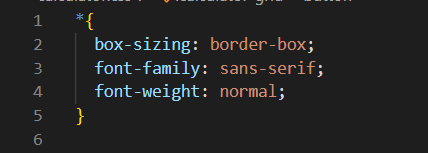 1 *{
2 box-sizing: border-box;
3 font-family: sans-serif;
4 font-weight: normal;
5 }
6